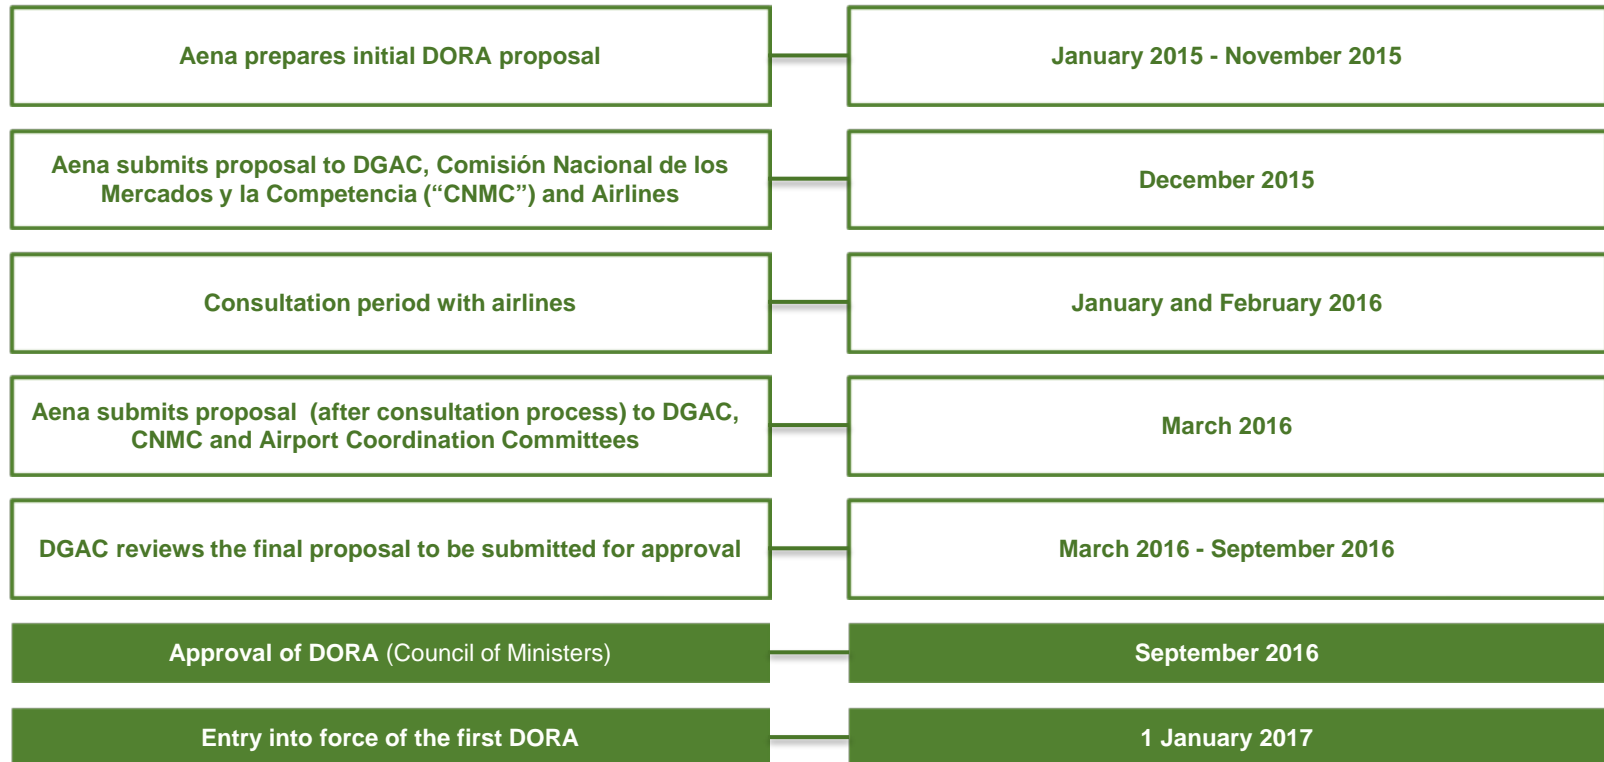 Aena prepares initial DORA proposal
January 2015 - November 2015
Aena submits proposal to DGAC, Comisión Nacional de los
Mercados y la Competencia (“CNMC”) and Airlines
December 2015
Consultation period with airlines
January and February 2016
Aena submits proposal  (after consultation process) to DGAC,
CNMC and Airport Coordination Committees
March 2016
DGAC reviews the final proposal to be submitted for approval
March 2016 - September 2016
Approval of DORA (Council of Ministers)
September 2016
Entry into force of the first DORA
1 January 2017